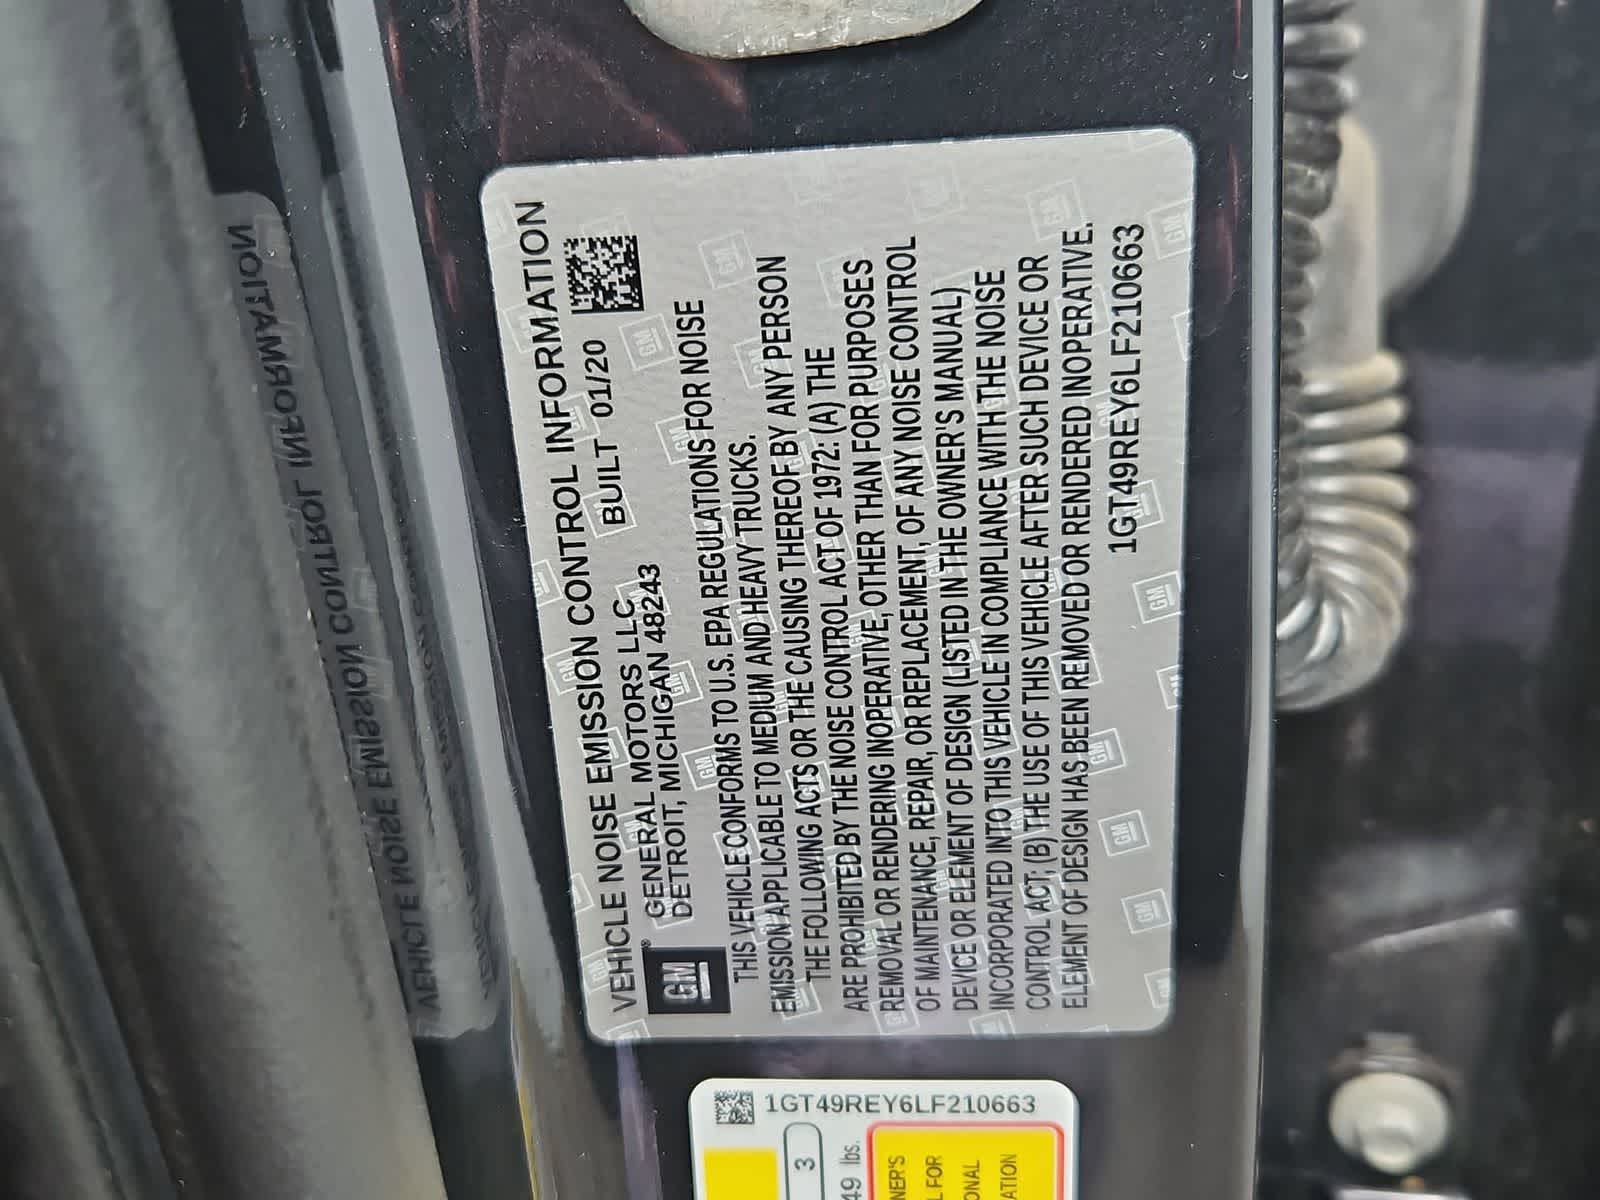 VEHICLE NOISE EMISSION CONTROL INFORMATION
GM
GENERAL MOTORS LLC BUILT 01/20
DETROIT, MICHIGAN 48243
THIS VEHICLE CONFORMS TO U.S. EPA REGULATIONS FOR NOISE
EMISSION APPLICABLE TO MEDIUM AND HEAVY TRUCKS.
THE FOLLOWING ACTS OR THE CAUSING THEREOF BY ANY PERSON
ARE PROHIBITED BY THE NOISE CONTROL ACT OF 1972: (A) THE
REMOVAL OR RENDERING INOPERATIVE, OTHER THAN FOR PURPOSES
OF MAINTENANCE, REPAIR, OR REPLACEMENT, OF ANY NOISE CONTROL
DEVICE OR ELEMENT OF DESIGN (LISTED IN THE OWNER'S MANUAL)
INCORPORATED INTO THIS VEHICLE IN COMPLIANCE WITH THE NOISE
CONTROL ACT; (B) THE USE OF THIS VEHICLE AFTER SUCH DEVICE OR
ELEMENT OF DESIGN HAS BEEN REMOVED OR RENDERED INOPERATIVE.
1GT49REY6LF210663
1GT49REY6LF210663
3
49 lbs.
NER'S
L FOR
ONAL
ATION